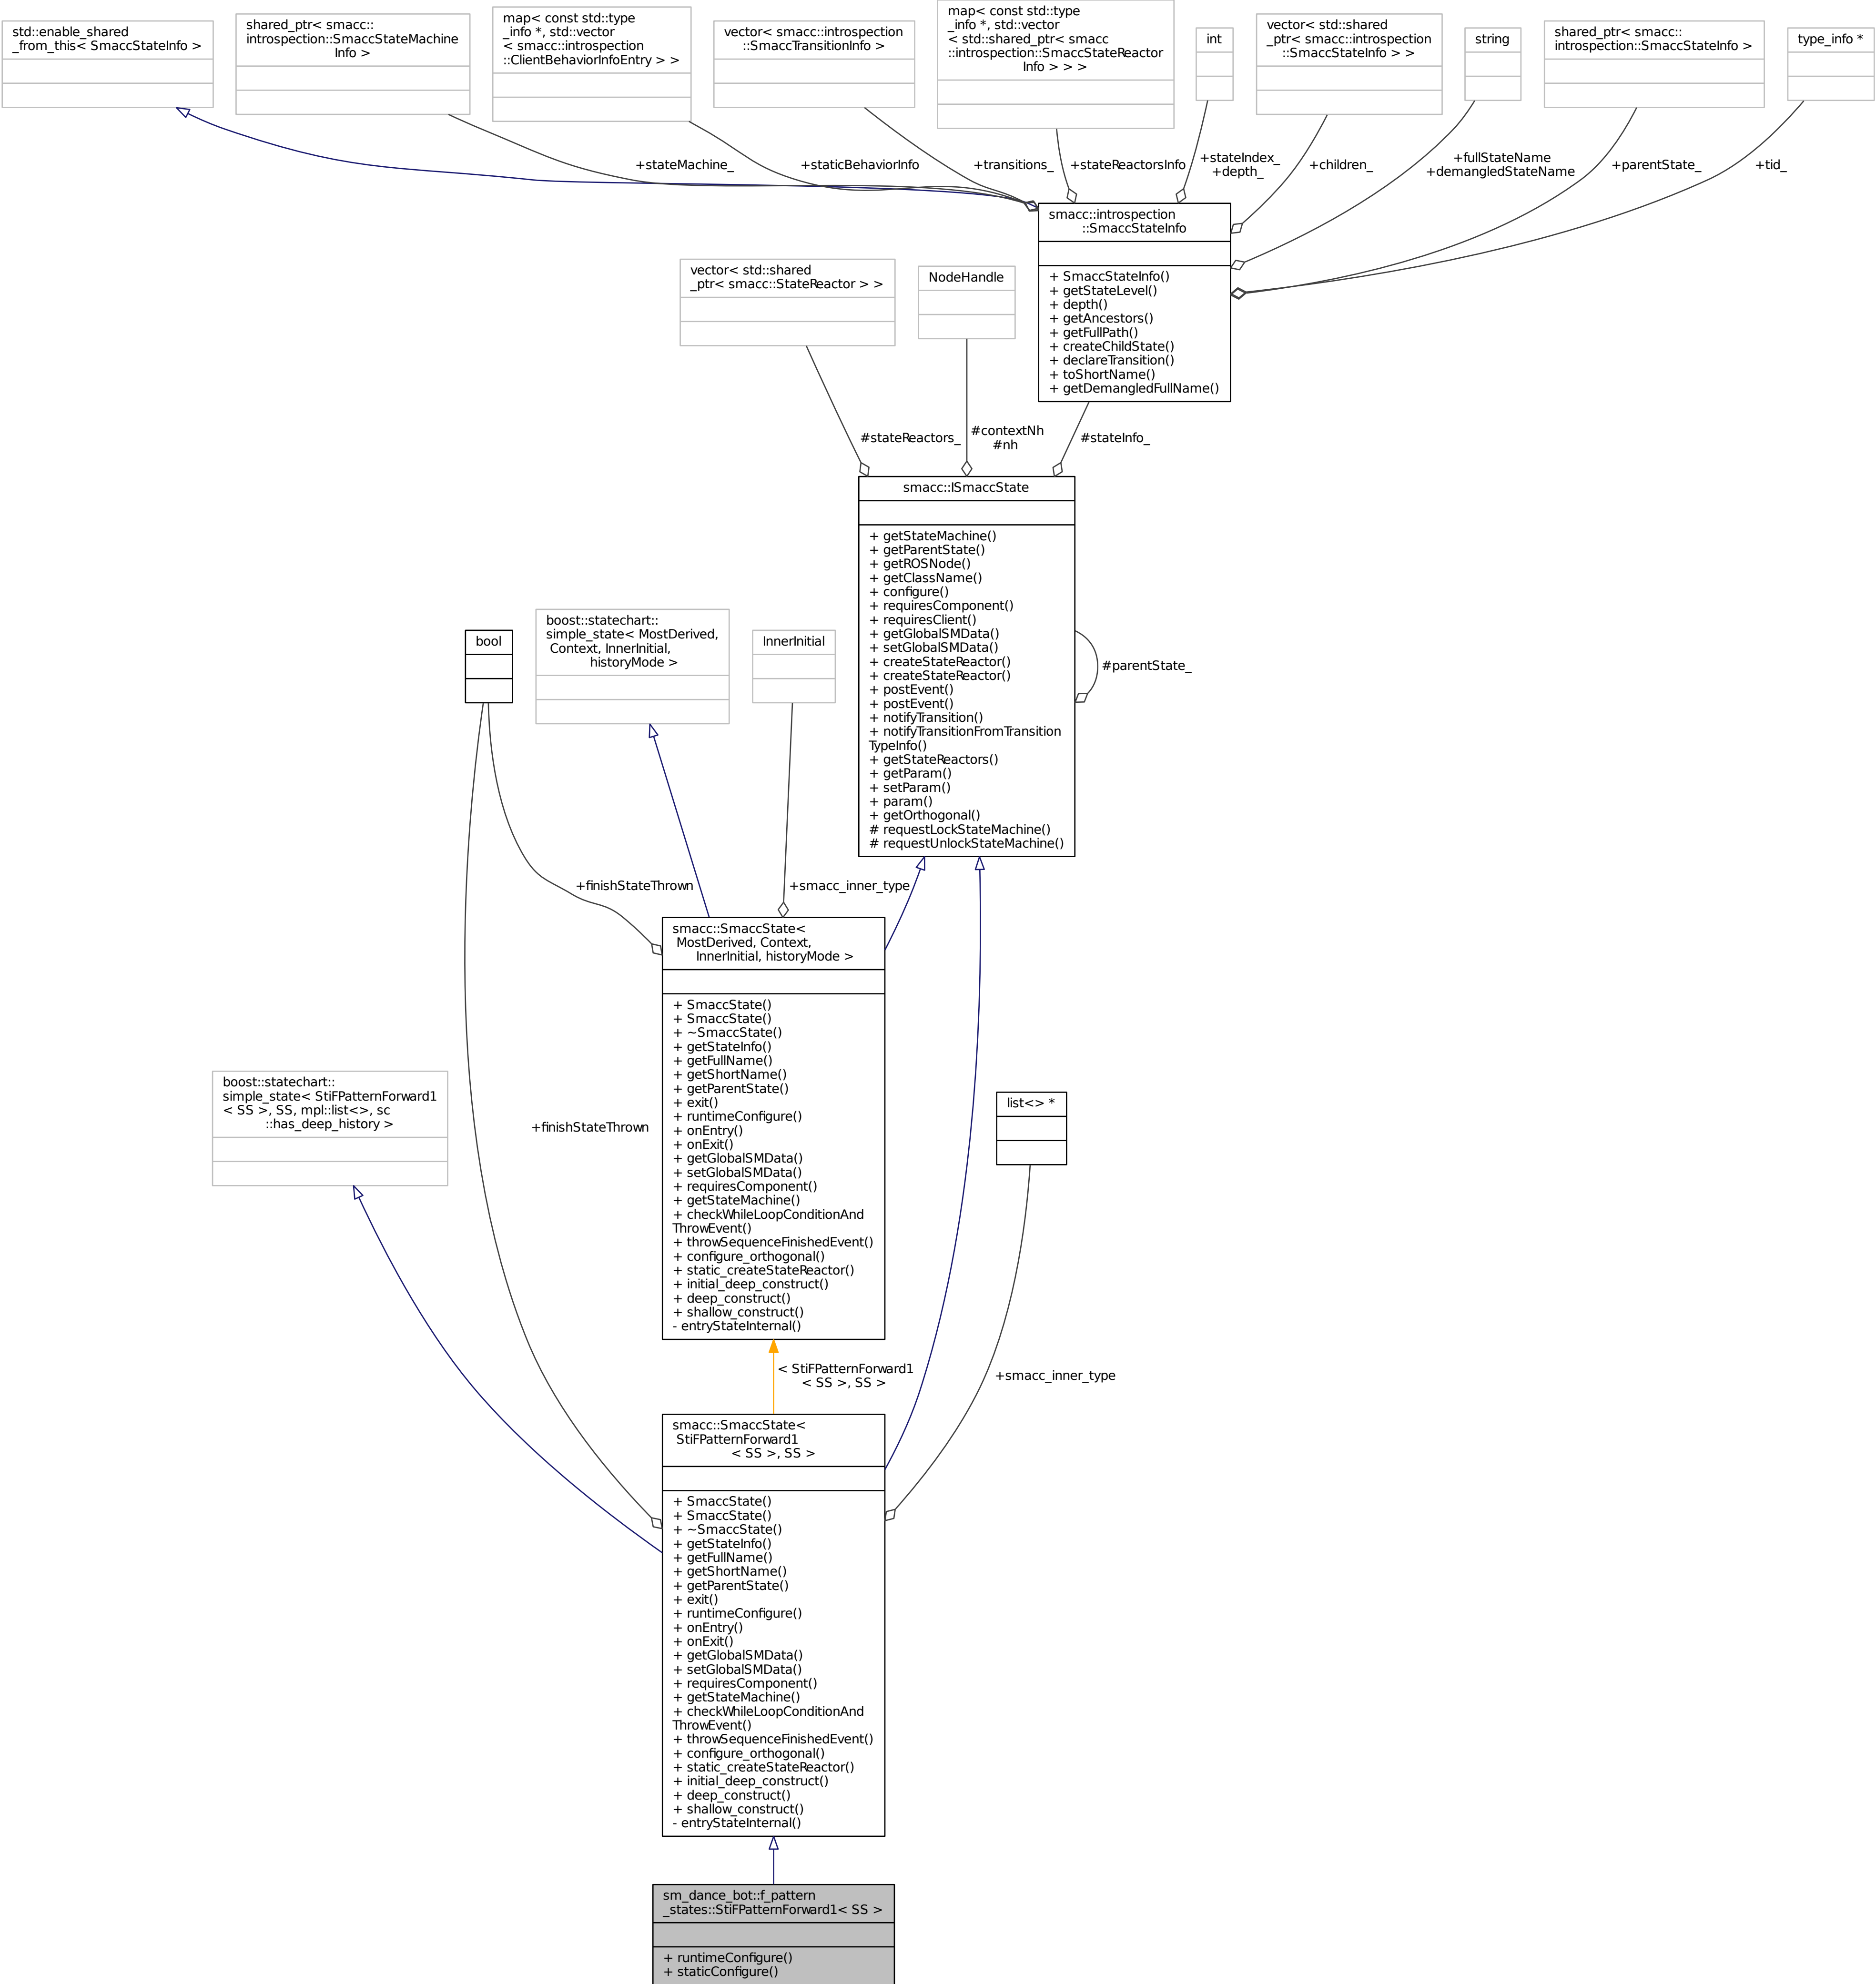 std::enable_shared
_from_this< SmaccStateInfo >
shared_ptr< smacc::
introspection::SmaccStateMachine
Info >
map< const std::type
_info *, std::vector
< smacc::introspection
::ClientBehaviorInfoEntry > >
vector< smacc::introspection
::SmaccTransitionInfo >
map< const std::type
_info *, std::vector
< std::shared_ptr< smacc
::introspection::SmaccStateReactor
Info > > >
int
vector< std::shared
_ptr< smacc::introspection
::SmaccStateInfo > >
string
shared_ptr< smacc::
introspection::SmaccStateInfo >
type_info *
+stateMachine_
+staticBehaviorInfo
+transitions_
+stateReactorsInfo
+stateIndex_
+depth_
+children_
+fullStateName
+demangledStateName
+parentState_
+tid_
smacc::introspection
::SmaccStateInfo
+ SmaccStateInfo()
+ getStateLevel()
+ depth()
+ getAncestors()
+ getFullPath()
+ createChildState()
+ declareTransition()
+ toShortName()
+ getDemangledFullName()
vector< std::shared
_ptr< smacc::StateReactor > >
NodeHandle
#stateReactors_
#contextNh
#nh
#stateInfo_
smacc::ISmaccState
+ getStateMachine()
+ getParentState()
+ getROSNode()
+ getClassName()
+ configure()
+ requiresComponent()
+ requiresClient()
+ getGlobalSMData()
+ setGlobalSMData()
+ createStateReactor()
+ createStateReactor()
+ postEvent()
+ postEvent()
+ notifyTransition()
+ notifyTransitionFromTransition
TypeInfo()
+ getStateReactors()
+ getParam()
+ setParam()
+ param()
+ getOrthogonal()
# requestLockStateMachine()
# requestUnlockStateMachine()
#parentState_
bool
boost::statechart::
simple_state< MostDerived,
Context, InnerInitial,
historyMode >
InnerInitial
+finishStateThrown
+smacc_inner_type
smacc::SmaccState<
MostDerived, Context,
InnerInitial, historyMode >
+ SmaccState()
+ SmaccState()
+ ~SmaccState()
+ getStateInfo()
+ getFullName()
+ getShortName()
+ getParentState()
+ exit()
+ runtimeConfigure()
+ onEntry()
+ onExit()
+ getGlobalSMData()
+ setGlobalSMData()
+ requiresComponent()
+ getStateMachine()
+ checkWhileLoopConditionAnd
ThrowEvent()
+ throwSequenceFinishedEvent()
+ configure_orthogonal()
+ static_createStateReactor()
+ initial_deep_construct()
+ deep_construct()
+ shallow_construct()
- entryStateInternal()
boost::statechart::
simple_state< StiFPatternForward1
< SS >, SS, mpl::list<>, sc
::has_deep_history >
+finishStateThrown
list<> *
< StiFPatternForward1
< SS >, SS >
+smacc_inner_type
smacc::SmaccState<
StiFPatternForward1
< SS >, SS >
+ SmaccState()
+ SmaccState()
+ ~SmaccState()
+ getStateInfo()
+ getFullName()
+ getShortName()
+ getParentState()
+ exit()
+ runtimeConfigure()
+ onEntry()
+ onExit()
+ getGlobalSMData()
+ setGlobalSMData()
+ requiresComponent()
+ getStateMachine()
+ checkWhileLoopConditionAnd
ThrowEvent()
+ throwSequenceFinishedEvent()
+ configure_orthogonal()
+ static_createStateReactor()
+ initial_deep_construct()
+ deep_construct()
+ shallow_construct()
- entryStateInternal()
sm_dance_bot::f_pattern
_states::StiFPatternForward1< SS >
+ runtimeConfigure()
+ staticConfigure()